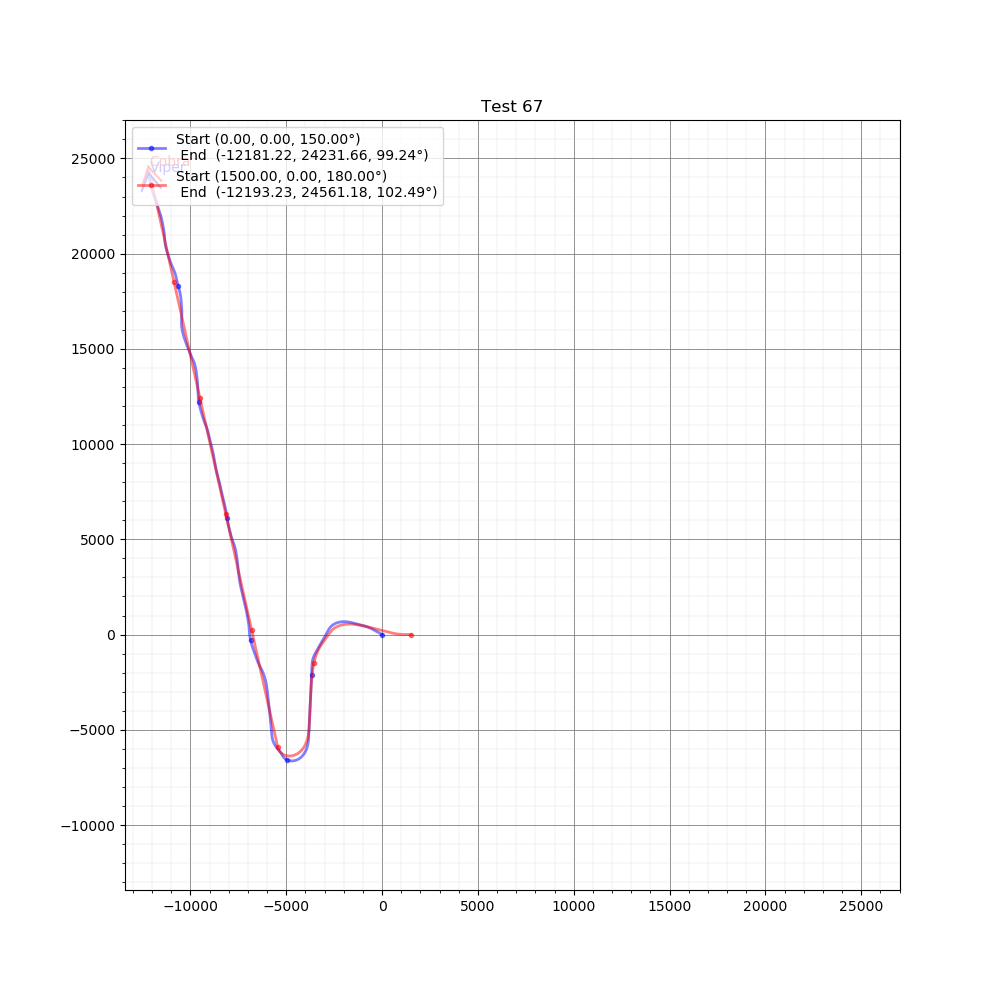 Test 67
Start (0.00, 0.00, 150.00°)
End (-12181.22, 24231.66, 99.24°)
Start (1500.00, 0.00, 180.00°)
End (-12193.23, 24561.18, 102.49°)
Cobra
Viper
25000
20000
15000
10000
5000
0
−5000
−10000
−10000 −5000 0 5000 10000 15000 20000 25000